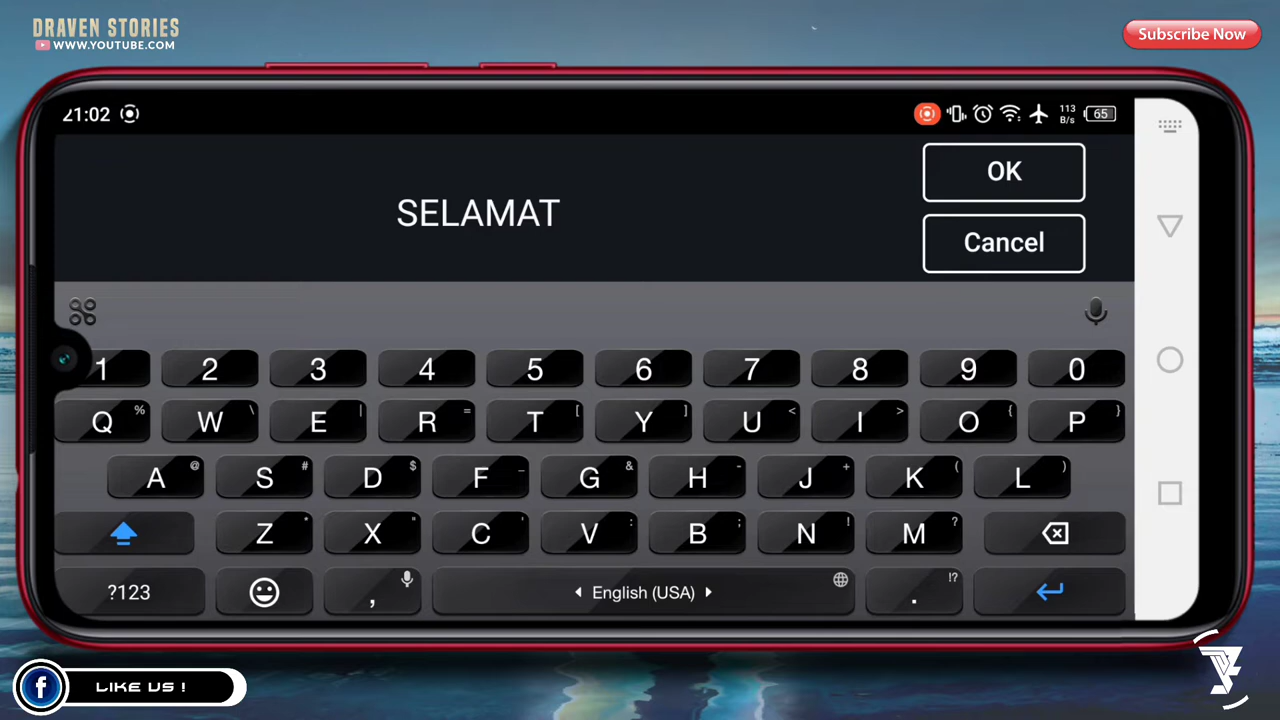 DRAVEN STORIES
WWW.YOUTUBE.COM
Subscribe Now
21:02
113
B/s
65
OK
SELAMAT
Cancel
1 2 3 4 5 6 7 8 9 0
Q % W \ E | R = T [ Y ] U < I > O { P }
A @ S # D $ F _ G & H - J + K ( L )
Z * X " C ' V : B ; N ! M ?
?123 , English (USA) . !?
f LIKE US !